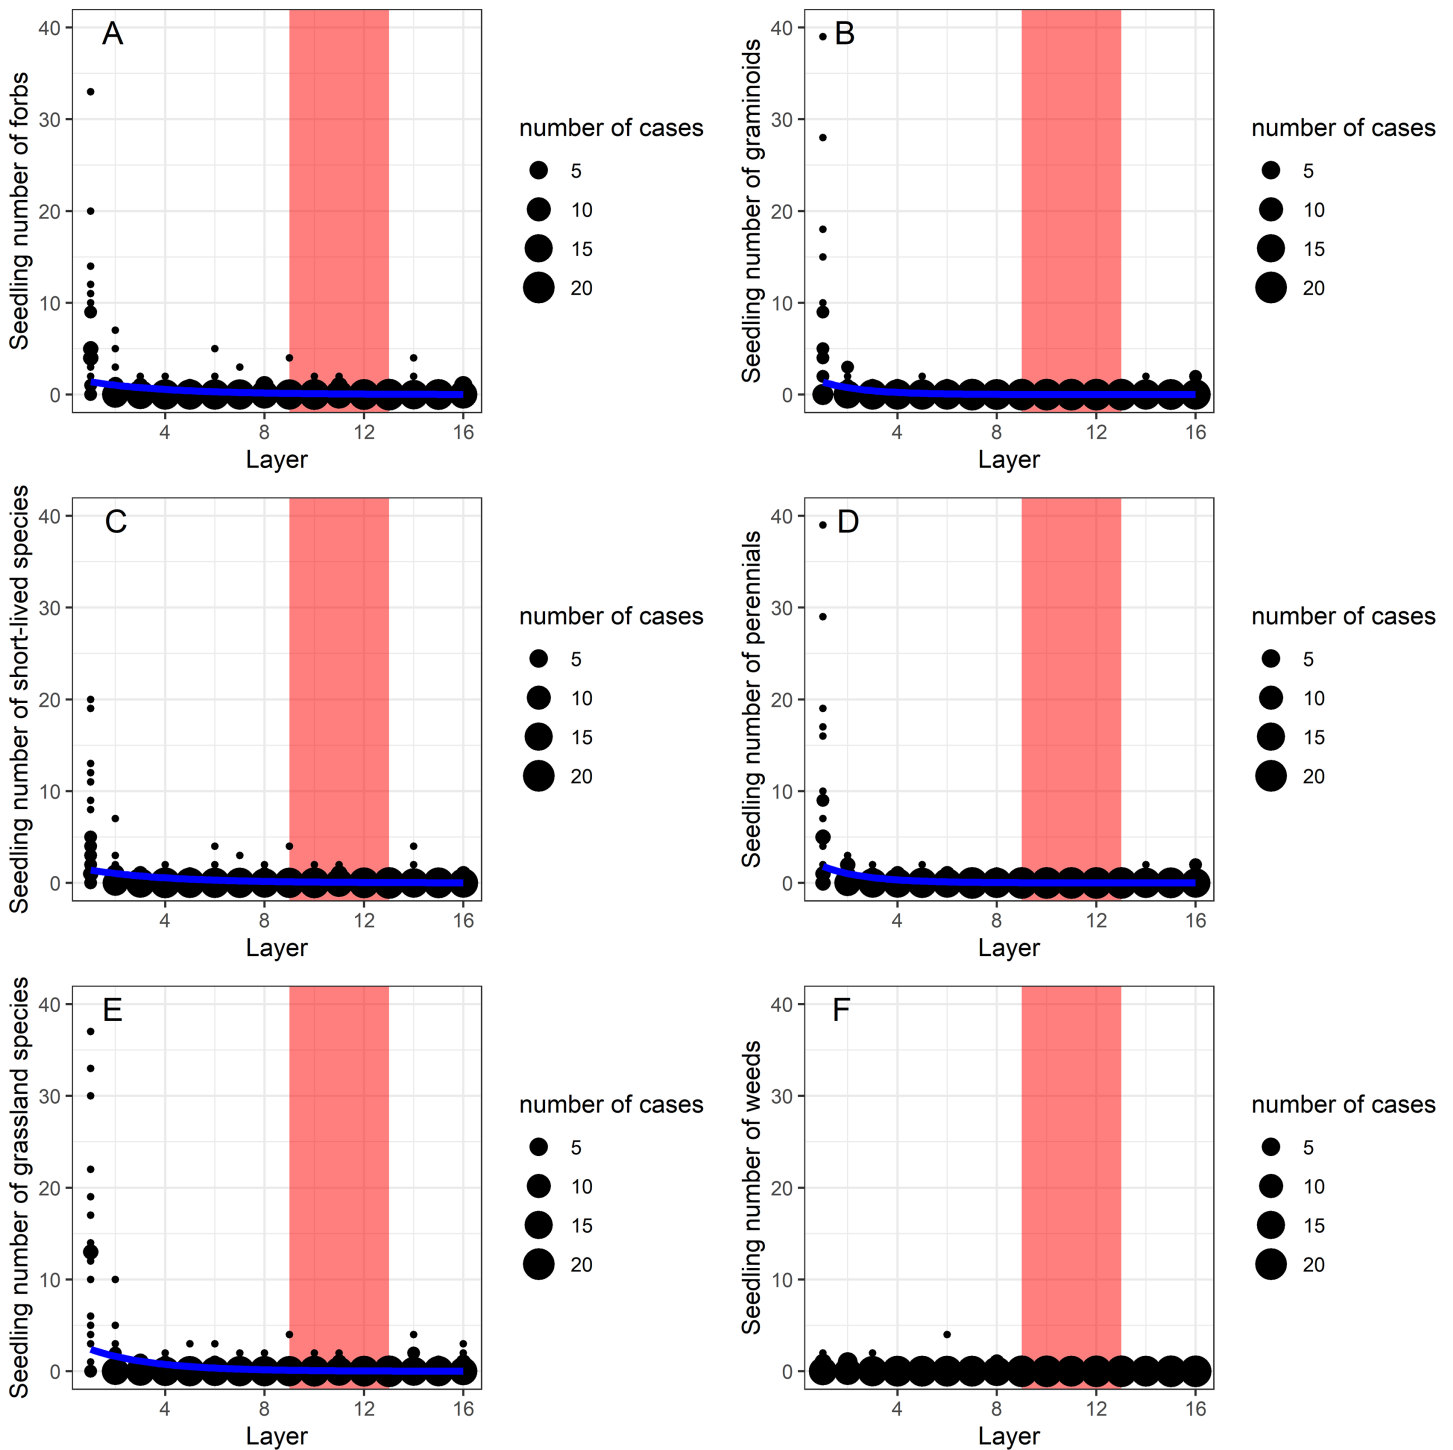 A
Seedling number of forbs
40
30
20
10
0
4 8 12 16
Layer
number of cases
5
10
15
20
B
Seedling number of graminoids
40
30
20
10
0
4 8 12 16
Layer
number of cases
5
10
15
20
C
Seedling number of short-lived species
40
30
20
10
0
4 8 12 16
Layer
number of cases
5
10
15
20
D
Seedling number of perennials
40
30
20
10
0
4 8 12 16
Layer
number of cases
5
10
15
20
E
Seedling number of grassland species
40
30
20
10
0
4 8 12 16
Layer
number of cases
5
10
15
20
F
Seedling number of weeds
40
30
20
10
0
4 8 12 16
Layer
number of cases
5
10
15
20